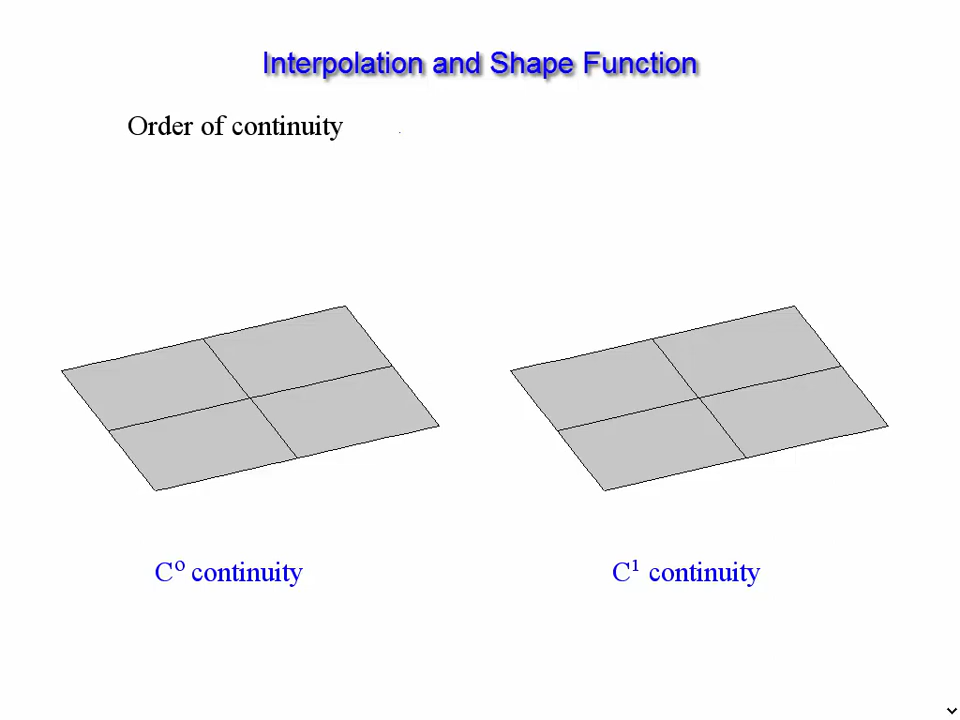 Interpolation and Shape Function
Order of continuity
C⁰ continuity
C¹ continuity